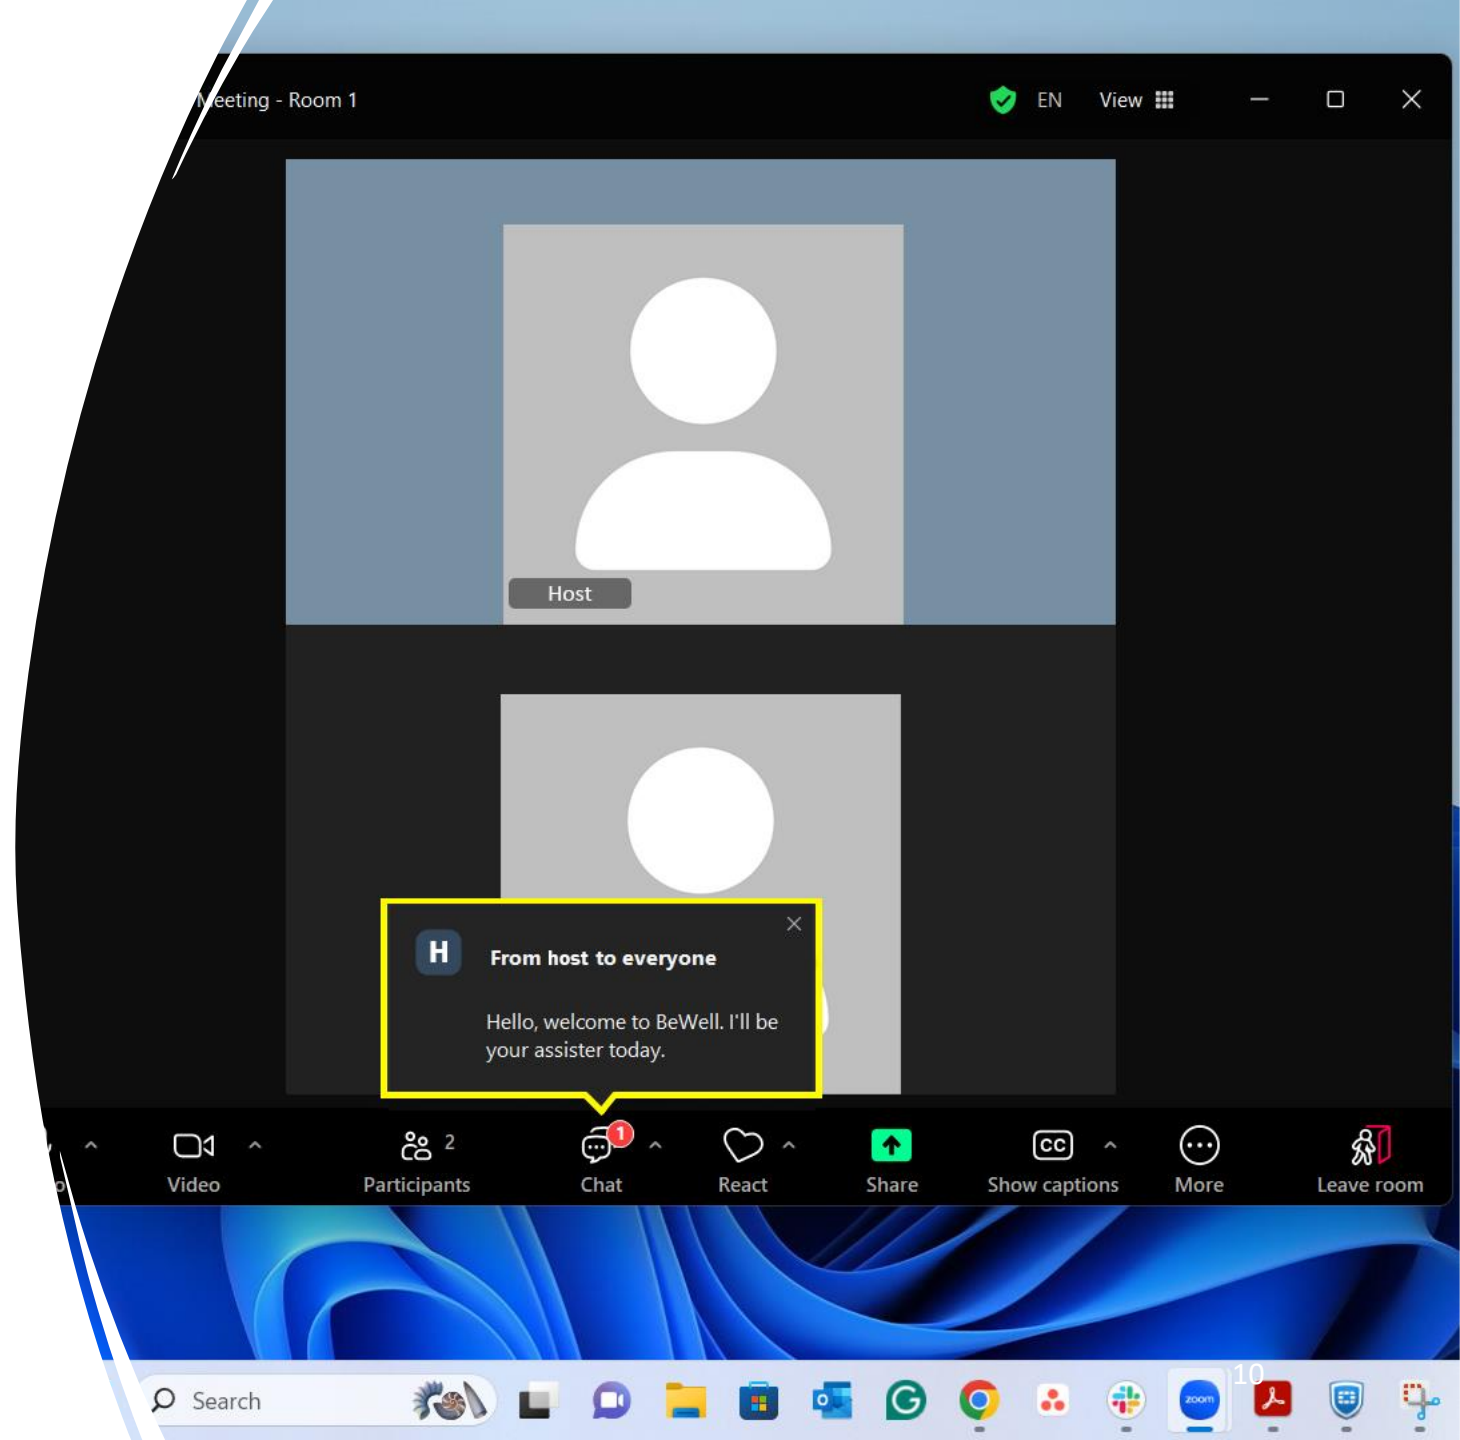 Meeting - Room 1
EN
View
Host
H
From host to everyone
Hello, welcome to BeWell. I'll be
your assister today.
2
1
Video
Participants
Chat
React
Share
CC
Show captions
More
Leave room
Search
zoom
10